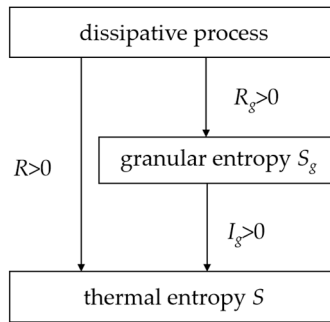 dissipative process
R_g>0
granular entropy S_g
R>0
I_g>0
thermal entropy S